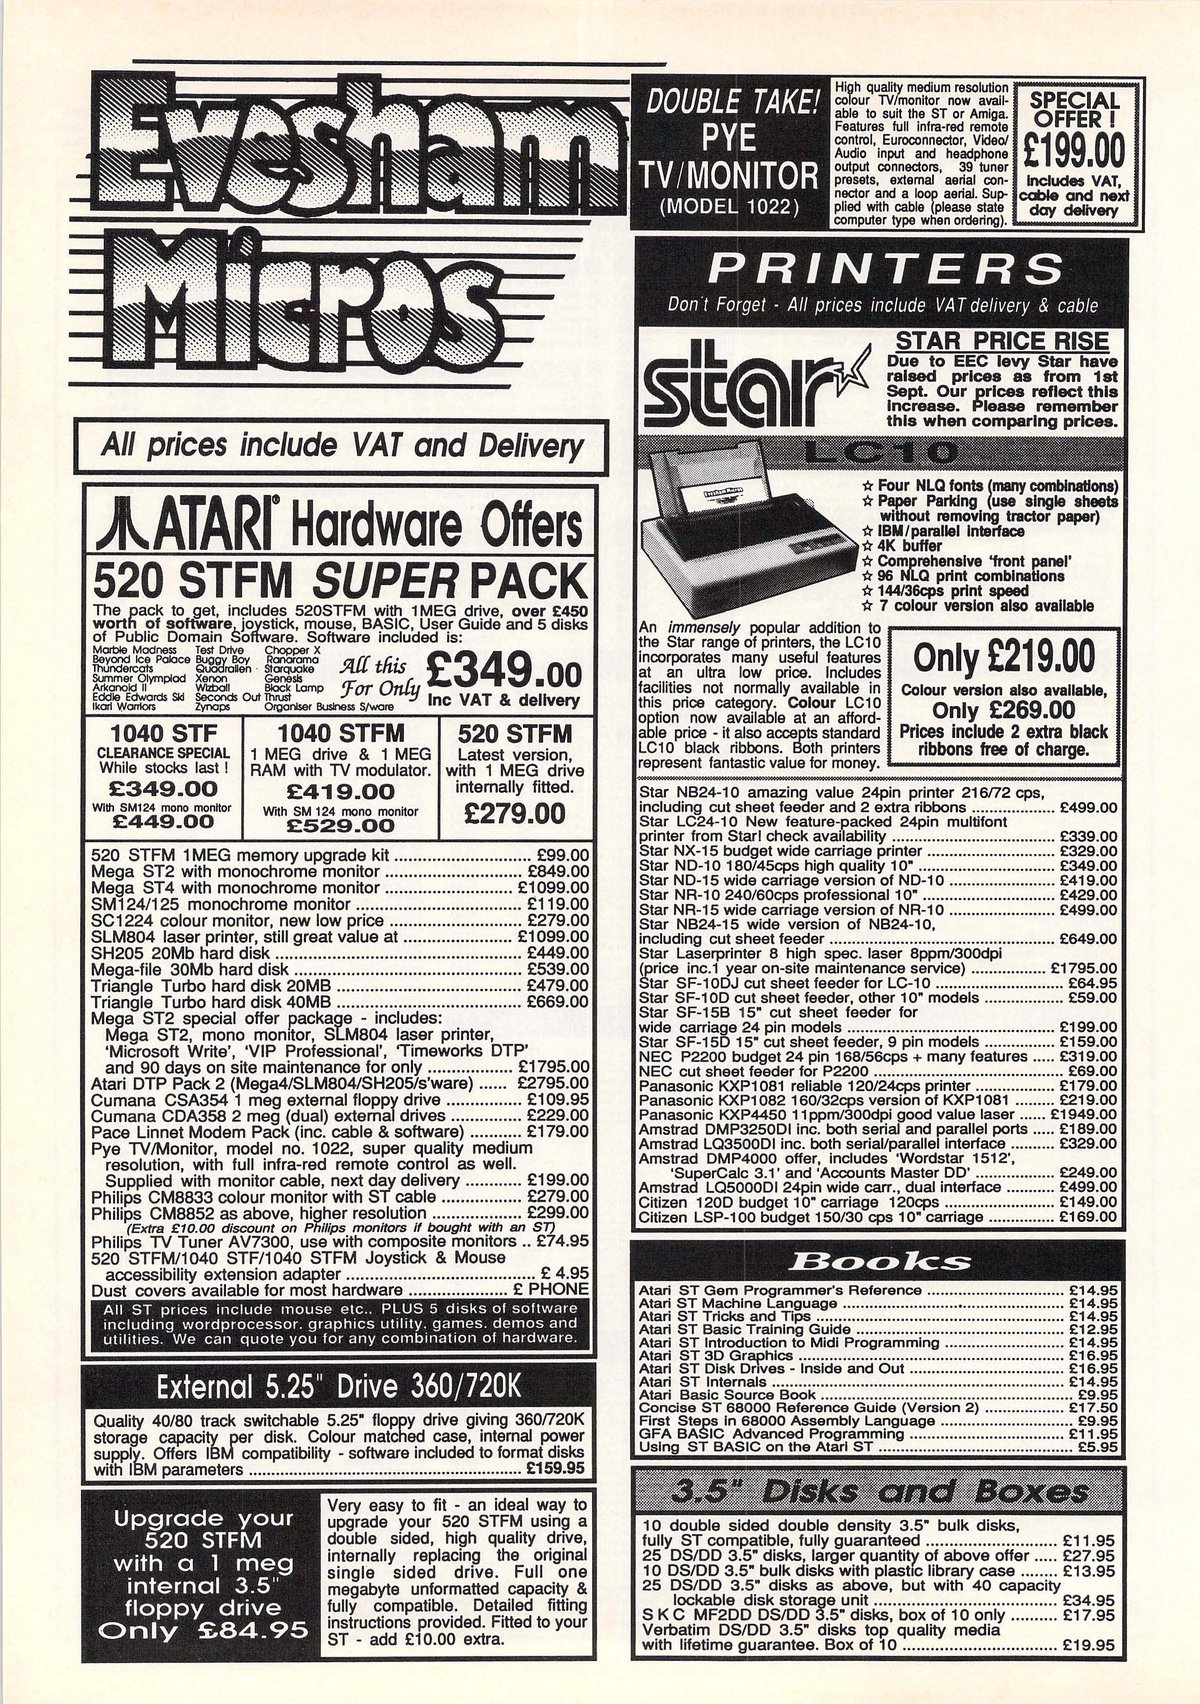 Evesham
Micros
All prices include VAT and Delivery
ATARI® Hardware Offers
520 STFM SUPER PACK
The pack to get, includes 520STFM with 1MEG drive, over £450
worth of software, joystick, mouse, BASIC, User Guide and 5 disks
of Public Domain Software. Software included is:
Marble Madness Test Drive Chopper X
Beyond Ice Palace Buggy Boy Ranarama
Thundercats Quadralien Starquake
Summer Olympiad Xenon Genesis
Arkanoid II Wizball Black Lamp
Eddie Edwards Ski Seconds Out Thrust
Ikari Warriors Zynaps Organiser Business S/ware
All this
For Only
£349.00
Inc VAT & delivery
1040 STF
CLEARANCE SPECIAL
While stocks last !
£349.00
With SM124 mono monitor
£449.00
1040 STFM
1 MEG drive & 1 MEG
RAM with TV modulator.
£419.00
With SM 124 mono monitor
£529.00
520 STFM
Latest version,
with 1 MEG drive
internally fitted.
£279.00
520 STFM 1MEG memory upgrade kit ............ £99.00
Mega ST2 with monochrome monitor ............ £849.00
Mega ST4 with monochrome monitor ............ £1099.00
SM124/125 monochrome monitor ............ £119.00
SC1224 colour monitor, new low price ............ £279.00
SLM804 laser printer, still great value at ............ £1099.00
SH205 20Mb hard disk ............ £449.00
Mega-file 30Mb hard disk ............ £539.00
Triangle Turbo hard disk 20MB ............ £479.00
Triangle Turbo hard disk 40MB ............ £669.00
Mega ST2 special offer package - includes:
Mega ST2, mono monitor, SLM804 laser printer,
'Microsoft Write', 'VIP Professional', 'Timeworks DTP'
and 90 days on site maintenance for only ............ £1795.00
Atari DTP Pack 2 (Mega4/SLM804/SH205/s'ware) ...... £2795.00
Cumana CSA354 1 meg external floppy drive ............ £109.95
Cumana CDA358 2 meg (dual) external drives ............ £229.00
Pace Linnet Modem Pack (inc. cable & software) .......... £179.00
Pye TV/Monitor, model no. 1022, super quality medium
resolution, with full infra-red remote control as well.
Supplied with monitor cable, next day delivery ............ £199.00
Philips CM8833 colour monitor with ST cable ............ £279.00
Philips CM8852 as above, higher resolution ............ £299.00
(Extra £10.00 discount on Philips monitors if bought with an ST)
Philips TV Tuner AV7300, use with composite monitors .. £74.95
520 STFM/1040 STF/1040 STFM Joystick & Mouse
accessibility extension adapter ............ £ 4.95
Dust covers available for most hardware ............ £ PHONE
All ST prices include mouse etc.. PLUS 5 disks of software
including wordprocessor, graphics utility, games, demos and
utilities. We can quote you for any combination of hardware.
External 5.25" Drive 360/720K
Quality 40/80 track switchable 5.25" floppy drive giving 360/720K
storage capacity per disk. Colour matched case, internal power
supply. Offers IBM compatibility - software included to format disks
with IBM parameters ............ £159.95
Upgrade your
520 STFM
with a 1 meg
internal 3.5"
floppy drive
Only £84.95
Very easy to fit - an ideal way to
upgrade your 520 STFM using a
double sided, high quality drive,
internally replacing the original
single sided drive. Full one
megabyte unformatted capacity &
fully compatible. Detailed fitting
instructions provided. Fitted to your
ST - add £10.00 extra.
DOUBLE TAKE!
PYE
TV/MONITOR
(MODEL 1022)
High quality medium resolution
colour TV/monitor now avail-
able to suit the ST or Amiga.
Features full infra-red remote
control, Euroconnector, Video/
Audio input and headphone
output connectors, 39 tuner
presets, external aerial con-
nector and a loop aerial. Sup-
plied with cable (please state
computer type when ordering).
SPECIAL
OFFER !
£199.00
includes VAT,
cable and next
day delivery
PRINTERS
Don't Forget - All prices include VAT delivery & cable
star
STAR PRICE RISE
Due to EEC levy Star have
raised prices as from 1st
Sept. Our prices reflect this
increase. Please remember
this when comparing prices.
LC10
☆ Four NLQ fonts (many combinations)
☆ Paper Parking (use single sheets
without removing tractor paper)
☆ IBM/parallel interface
☆ 4K buffer
☆ Comprehensive 'front panel'
☆ 96 NLQ print combinations
☆ 144/36cps print speed
☆ 7 colour version also available
An immensely popular addition to
the Star range of printers, the LC10
incorporates many useful features
at an ultra low price. Includes
facilities not normally available in
this price category. Colour LC10
option now available at an afford-
able price - it also accepts standard
LC10 black ribbons. Both printers
represent fantastic value for money.
Only £219.00
Colour version also available,
Only £269.00
Prices include 2 extra black
ribbons free of charge.
Star NB24-10 amazing value 24pin printer 216/72 cps,
including cut sheet feeder and 2 extra ribbons ............ £499.00
Star LC24-10 New feature-packed 24pin multifont
printer from Star! check availability ............ £339.00
Star NX-15 budget wide carriage printer ............ £329.00
Star ND-10 180/45cps high quality 10" ............ £349.00
Star ND-15 wide carriage version of ND-10 ............ £419.00
Star NR-10 240/60cps professional 10" ............ £429.00
Star NR-15 wide carriage version of NR-10 ............ £499.00
Star NB24-15 wide version of NB24-10,
including cut sheet feeder ............ £649.00
Star Laserprinter 8 high spec. laser 8ppm/300dpi
(price inc.1 year on-site maintenance service) ............ £1795.00
Star SF-10DJ cut sheet feeder for LC-10 ............ £64.95
Star SF-10D cut sheet feeder, other 10" models ............ £59.00
Star SF-15B 15" cut sheet feeder for
wide carriage 24 pin models ............ £199.00
Star SF-15D 15" cut sheet feeder, 9 pin models ............ £159.00
NEC P2200 budget 24 pin 168/56cps + many features ..... £319.00
NEC cut sheet feeder for P2200 ............ £69.00
Panasonic KXP1081 reliable 120/24cps printer ............ £179.00
Panasonic KXP1082 160/32cps version of KXP1081 ........ £219.00
Panasonic KXP4450 11ppm/300dpi good value laser ...... £1949.00
Amstrad DMP3250DI inc. both serial and parallel ports ..... £189.00
Amstrad LQ3500DI inc. both serial/parallel interface ........ £329.00
Amstrad DMP4000 offer, includes 'Wordstar 1512',
'SuperCalc 3.1' and 'Accounts Master DD' ............ £249.00
Amstrad LQ5000DI 24pin wide carr., dual interface ......... £499.00
Citizen 120D budget 10" carriage 120cps ............ £149.00
Citizen LSP-100 budget 150/30 cps 10" carriage ............ £169.00
Books
Atari ST Gem Programmer's Reference ............ £14.95
Atari ST Machine Language ............ £14.95
Atari ST Tricks and Tips ............ £14.95
Atari ST Basic Training Guide ............ £12.95
Atari ST Introduction to Midi Programming ............ £14.95
Atari ST 3D Graphics ............ £16.95
Atari ST Disk Drives - Inside and Out ............ £16.95
Atari ST Internals ............ £14.95
Atari Basic Source Book ............ £9.95
Concise ST 68000 Reference Guide (Version 2) ............ £17.50
First Steps in 68000 Assembly Language ............ £9.95
GFA BASIC Advanced Programming ............ £11.95
Using ST BASIC on the Atari ST ............ £5.95
3.5" Disks and Boxes
10 double sided double density 3.5" bulk disks,
fully ST compatible, fully guaranteed ............ £11.95
25 DS/DD 3.5" disks, larger quantity of above offer ..... £27.95
10 DS/DD 3.5" bulk disks with plastic library case ....... £13.95
25 DS/DD 3.5" disks as above, but with 40 capacity
lockable disk storage unit ............ £34.95
S K C MF2DD DS/DD 3.5" disks, box of 10 only .......... £17.95
Verbatim DS/DD 3.5" disks top quality media
with lifetime guarantee. Box of 10 ............ £19.95